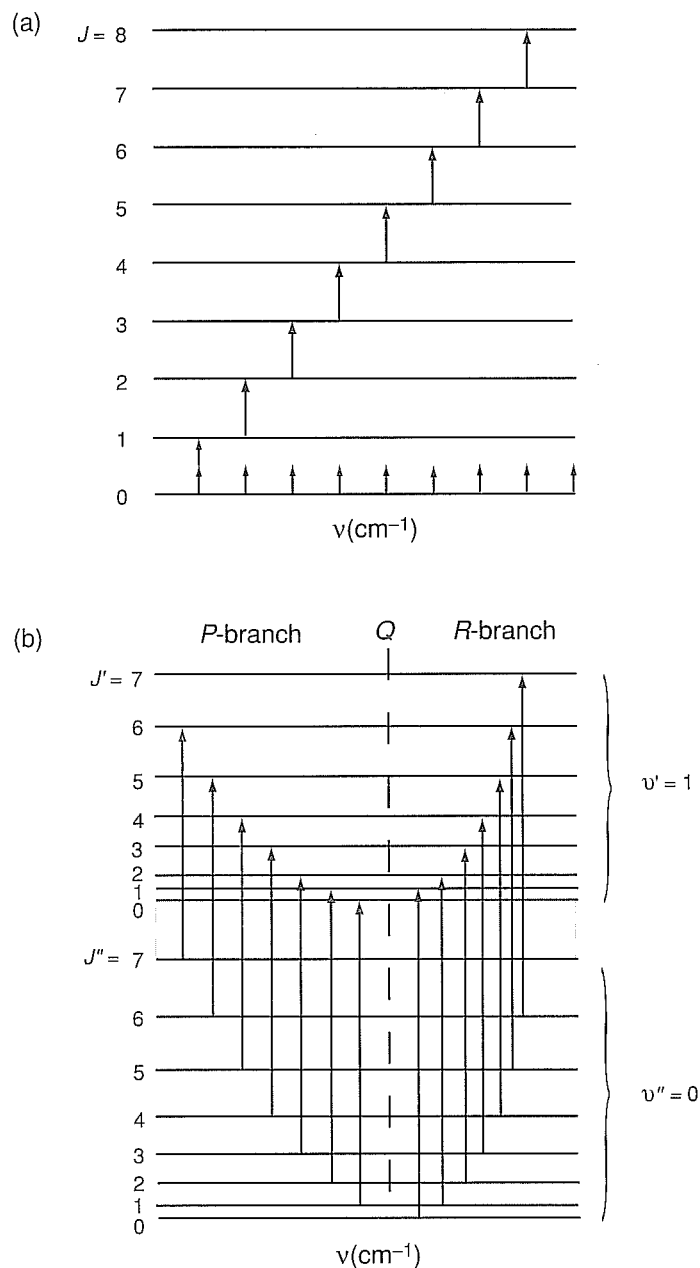 (a)
J = 8
7
6
5
4
3
2
1
0
ν(cm⁻¹)
(b)
P-branch Q R-branch
J' = 7
6
5
4
3
2
1
0
υ' = 1
J" = 7
6
5
4
3
2
1
0
υ" = 0
ν(cm⁻¹)